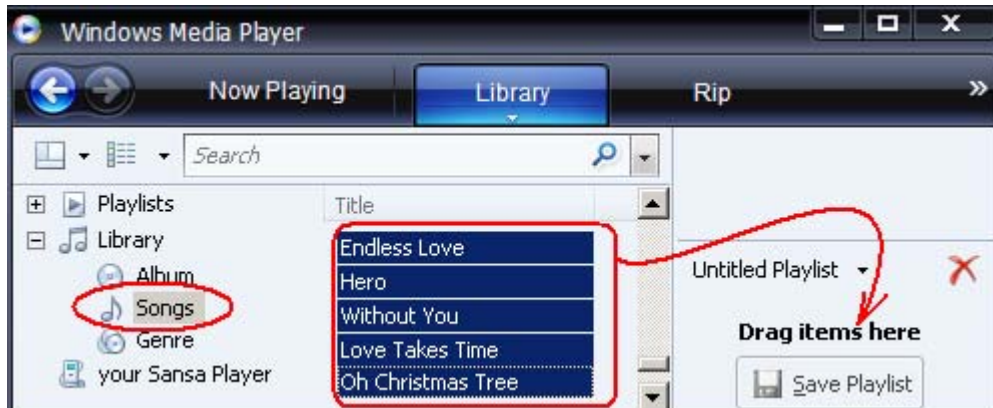 Windows Media Player
Now Playing Library Rip »
Search
Playlists
Library
Album
Songs
Genre
your Sansa Player
Title
Endless Love
Hero
Without You
Love Takes Time
Oh Christmas Tree
Untitled Playlist
Drag items here
Save Playlist